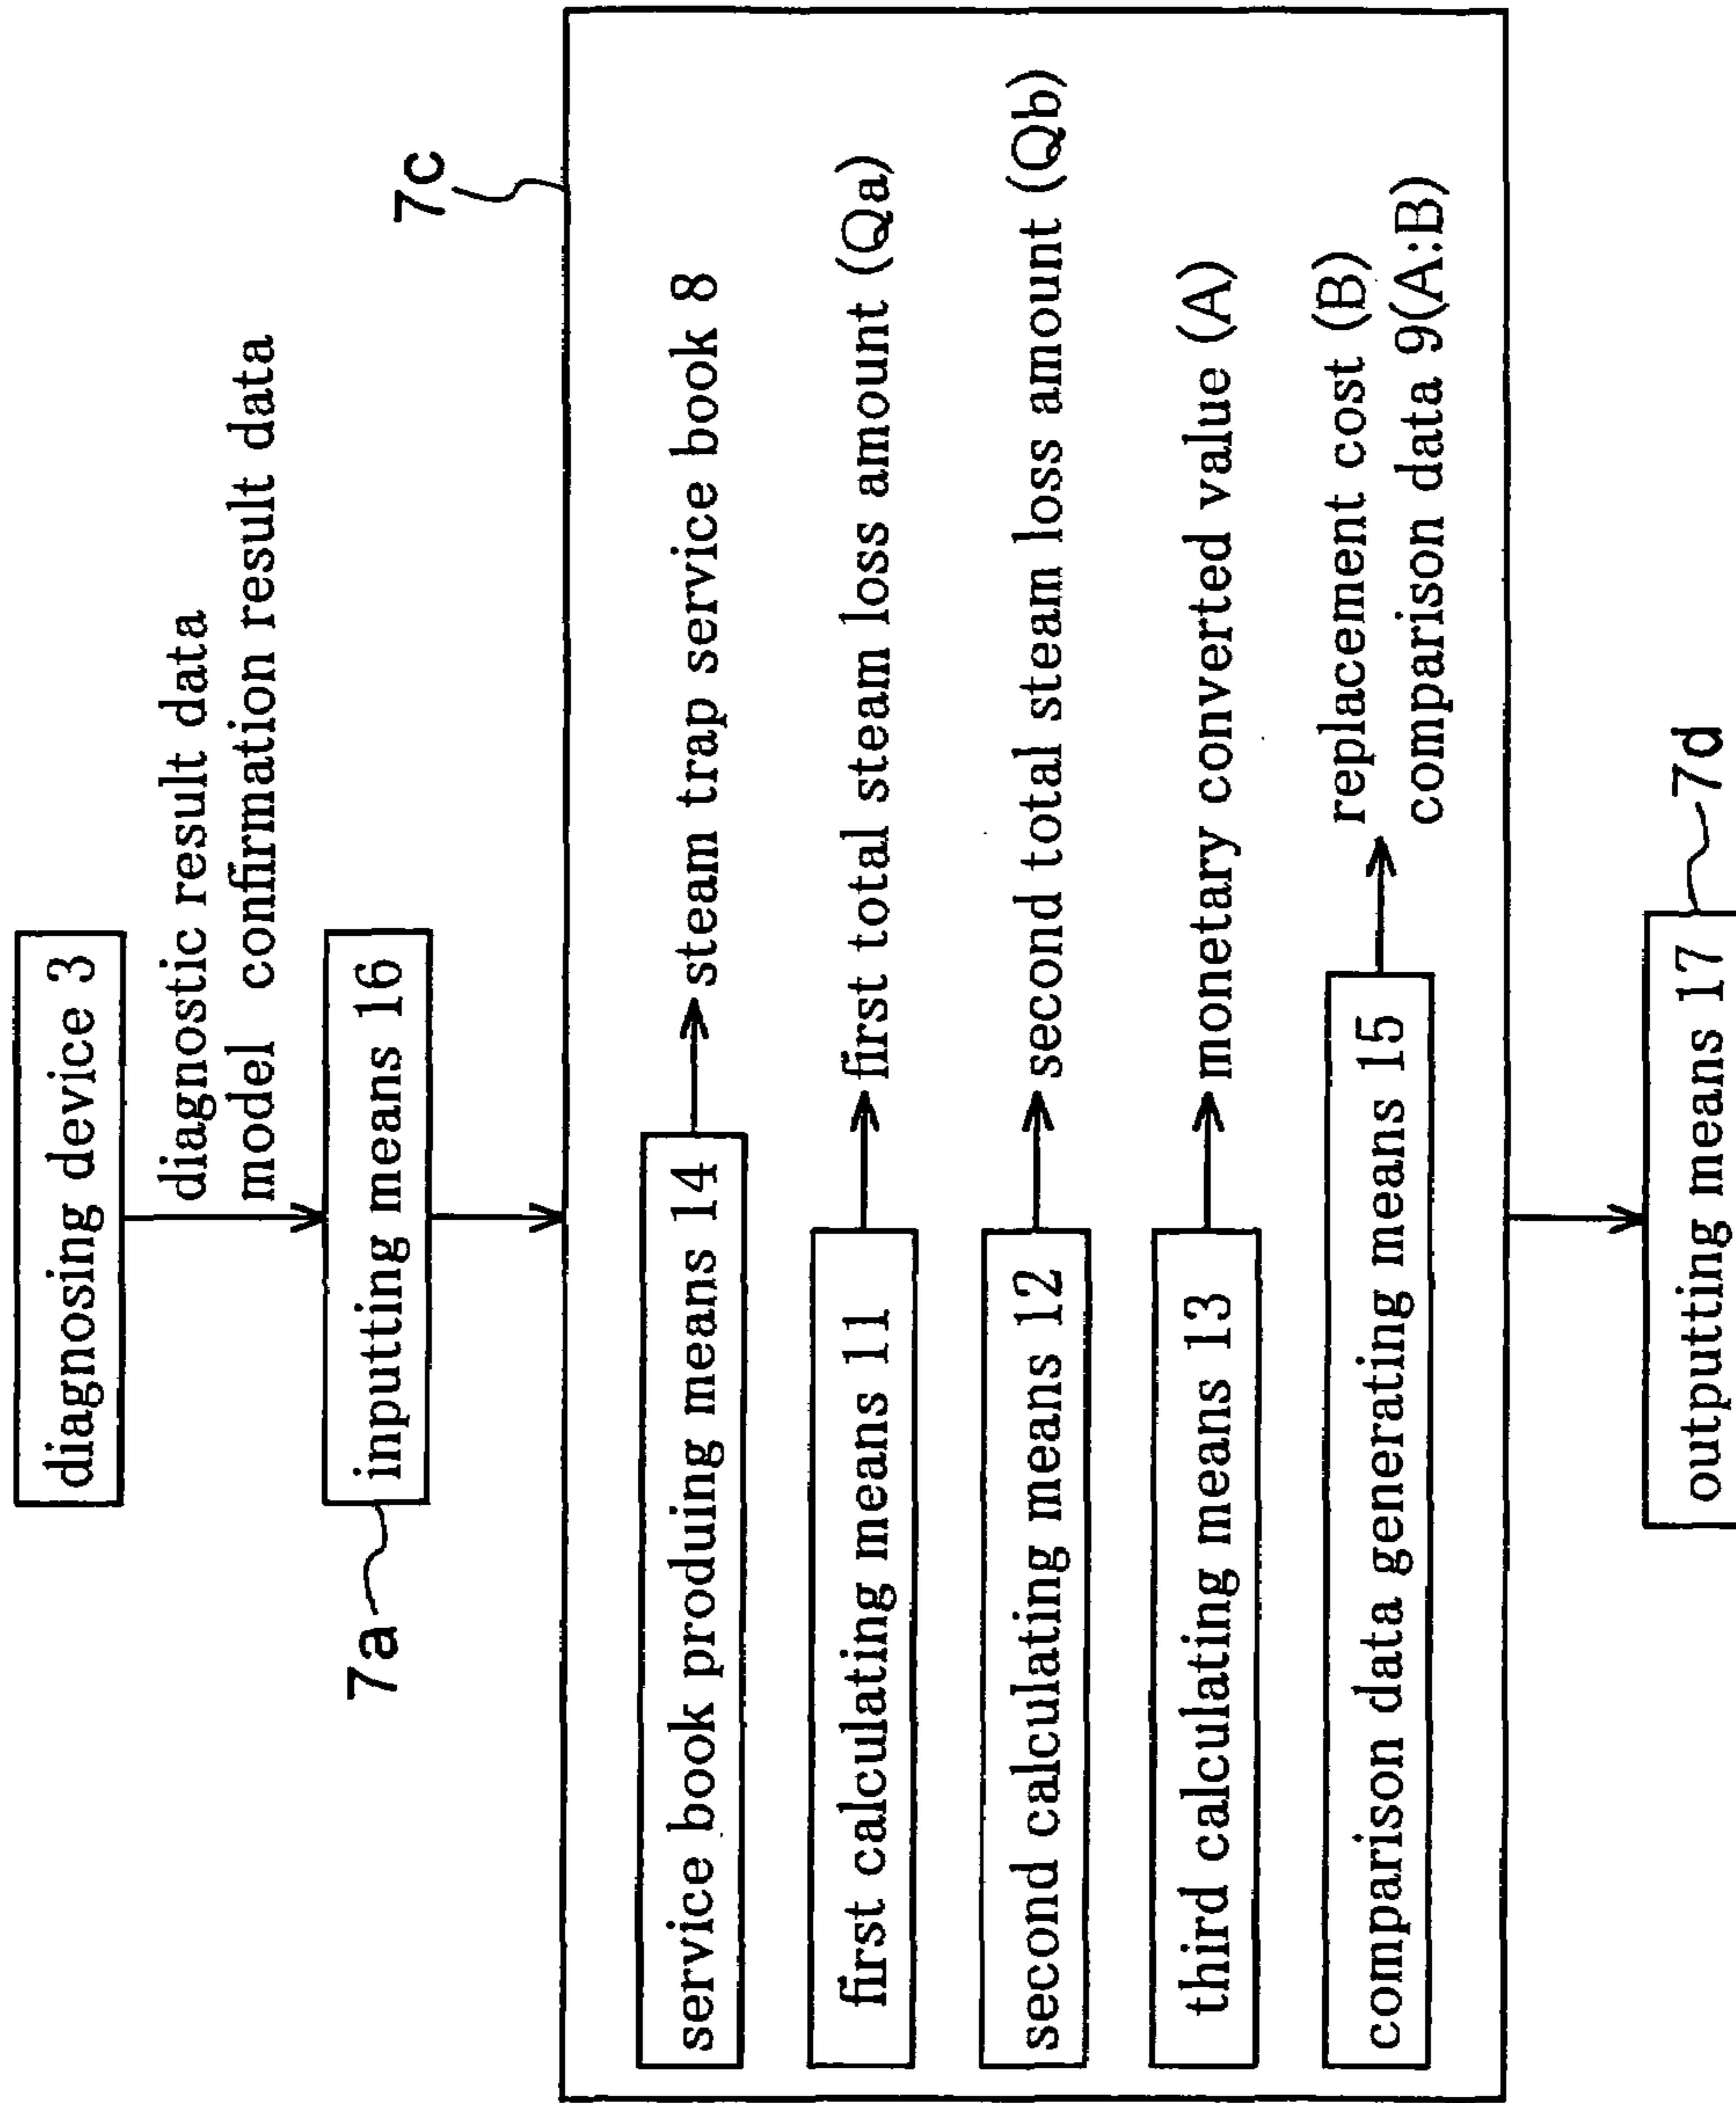 diagnosing device 3
diagnostic result data
model confirmation result data
7a
inputting means 16
7c
service book produing means 14
steam trap service book 8
first calculating means 11
first total steam loss amount (Qa)
second calculating means 12
second total steam loss amount (Qb)
third calculating means 13
monetary converted value (A)
comparison data generating means 15
replacement cost (B)
comparison data 9(A:B)
outputting means 17
7d